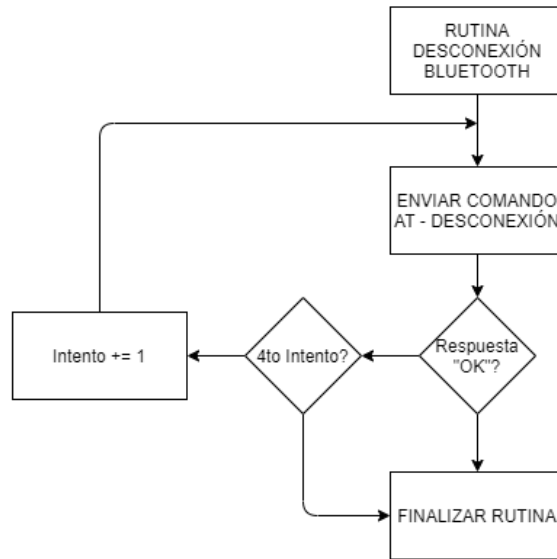 RUTINA
DESCONEXIÓN
BLUETOOTH
ENVIAR COMANDO
AT - DESCONEXIÓN
Respuesta
"OK"?
4to Intento?
Intento += 1
FINALIZAR RUTINA